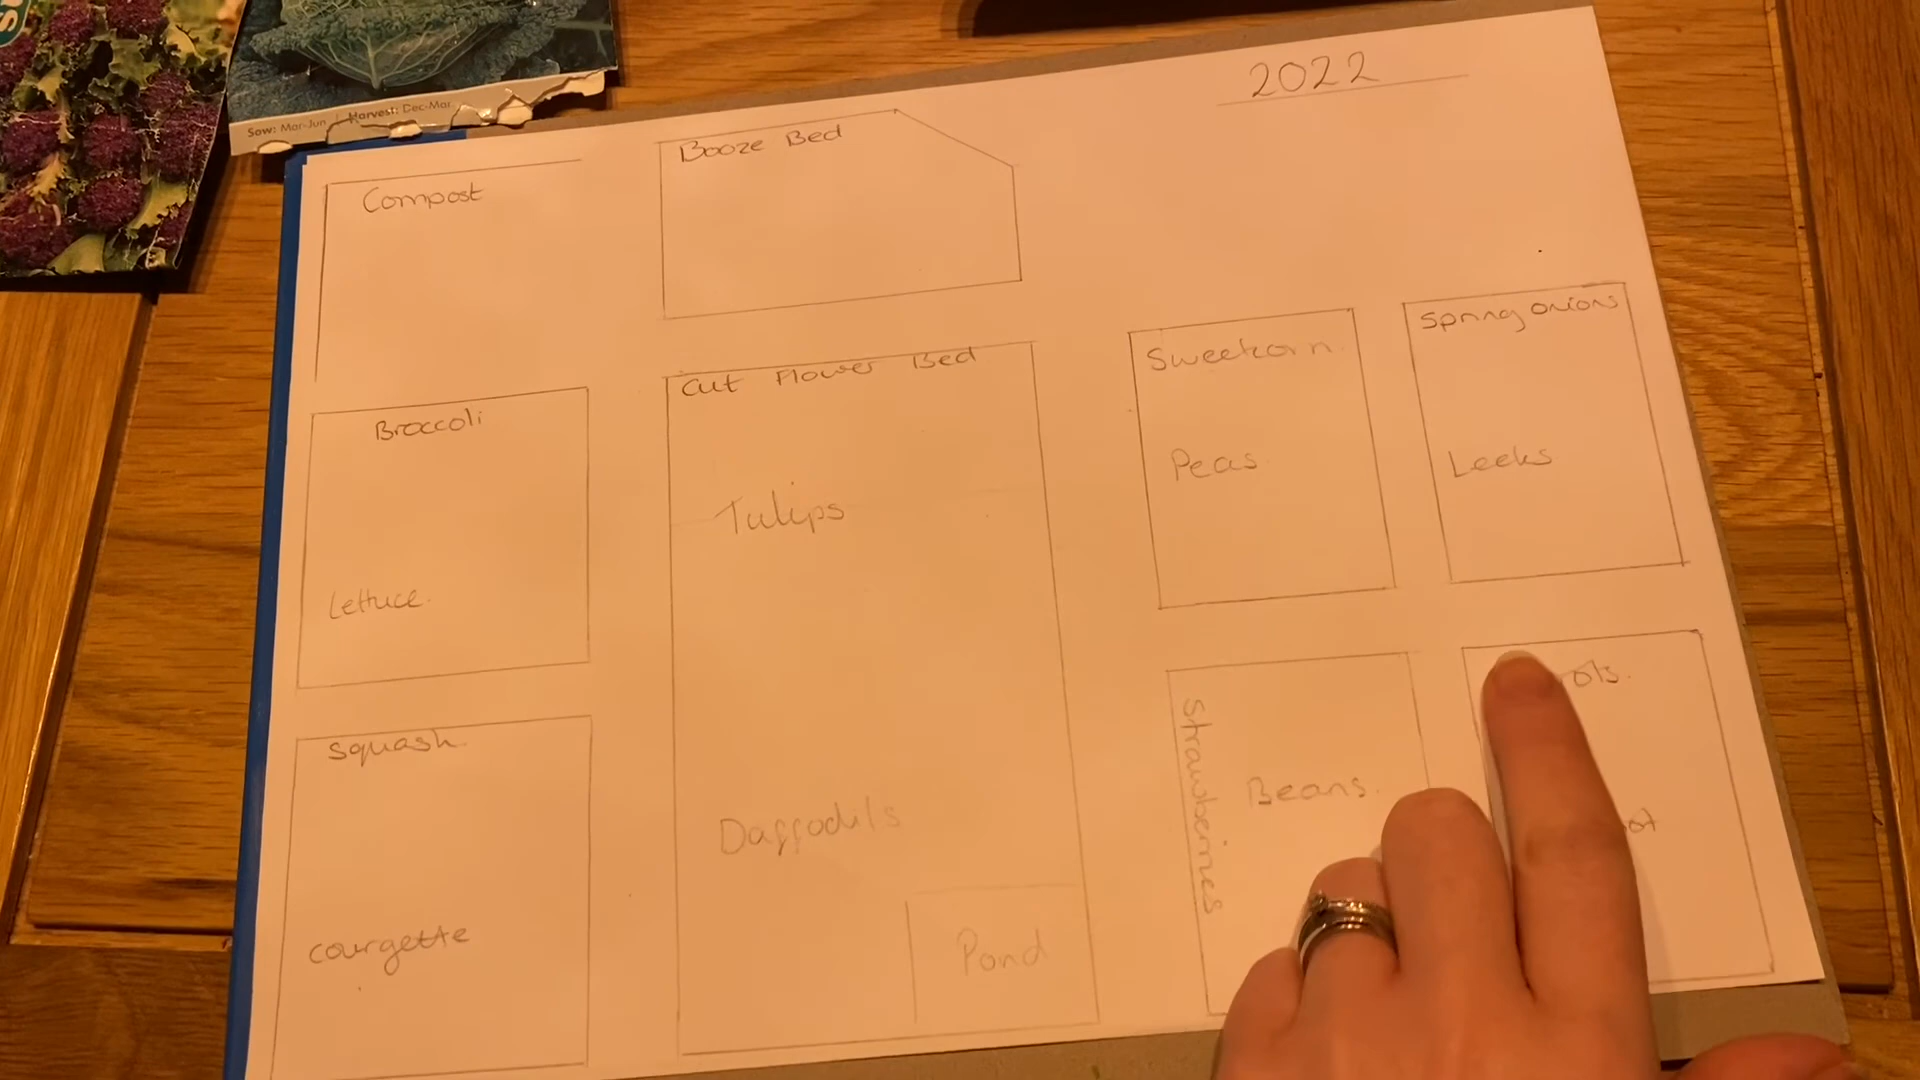 Sow: Mar-Jun | Harvest: Dec-Mar
2022
Compost
Booze Bed
Broccoli
Lettuce.
Squash
courgette
Cut Flower Bed
Tulips
Daffodils
Pond
Sweetcorn.
Peas
Spring onions
Leeks
Strawberries
Beans.